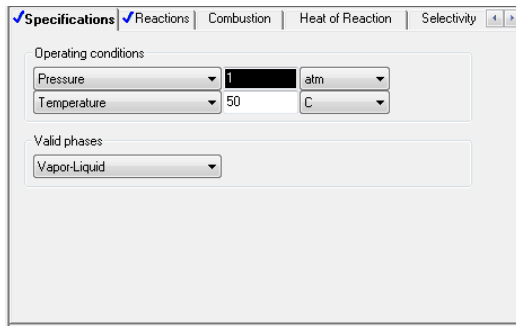 Specifications Reactions Combustion Heat of Reaction Selectivity
Operating conditions
Pressure 1 atm
Temperature 50 C
Valid phases
Vapor-Liquid